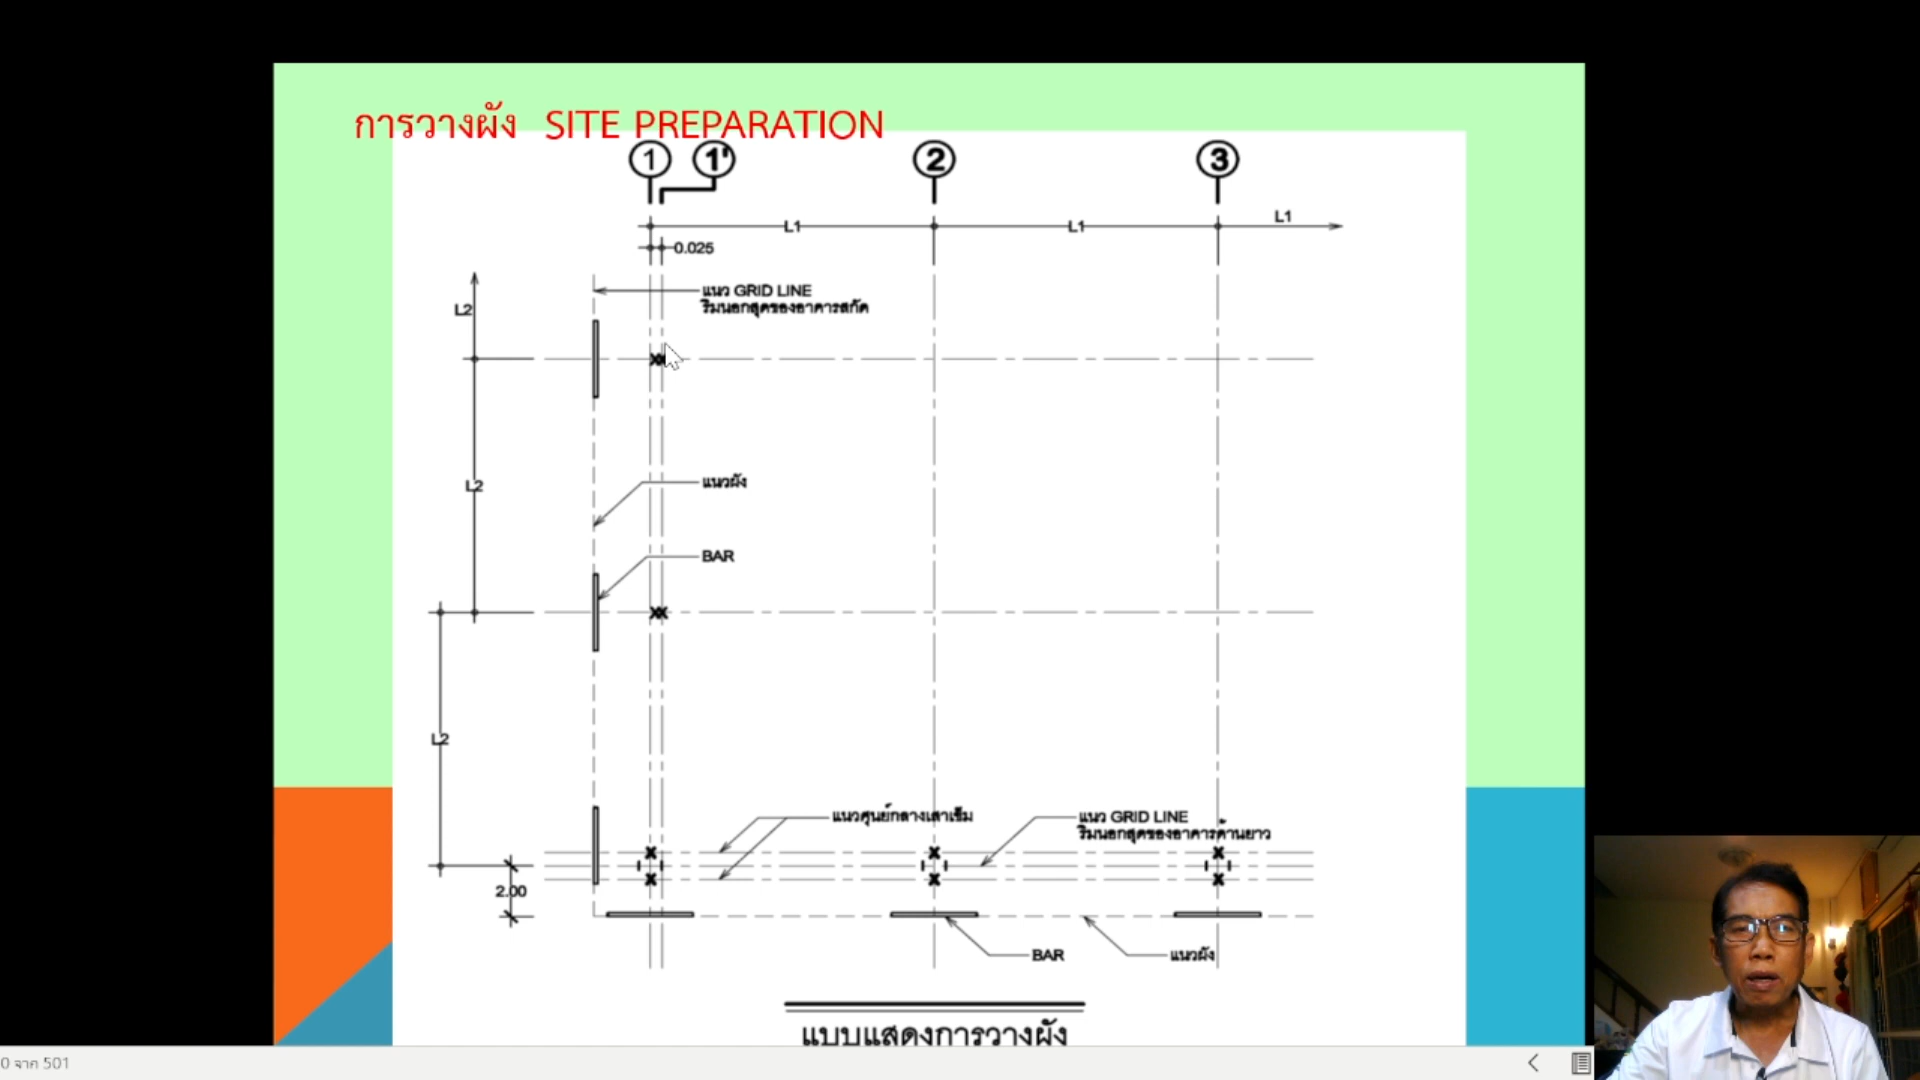 การวางผัง SITE PREPARATION
1 1' 2 3
L1 L1 L1
0.025
แนว GRID LINE
ริมนอกสุดของอาคารสกัด
L2
แนวผัง
L2
BAR
L2
แนวศูนย์กลางเสาเข็ม
แนว GRID LINE
ริมนอกสุดของอาคารด้านยาว
2.00
BAR
แนวผัง
แบบแสดงการวางผัง
0 จาก 501